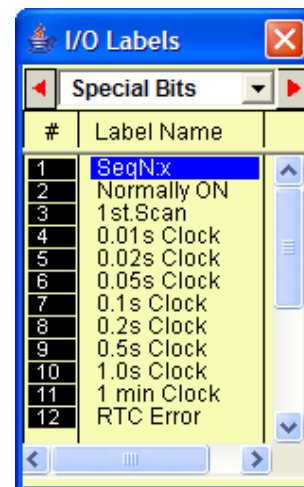 I/O Labels
Special Bits
# Label Name
1 SeqN:x
2 Normally ON
3 1st.Scan
4 0.01s Clock
5 0.02s Clock
6 0.05s Clock
7 0.1s Clock
8 0.2s Clock
9 0.5s Clock
10 1.0s Clock
11 1 min Clock
12 RTC Error